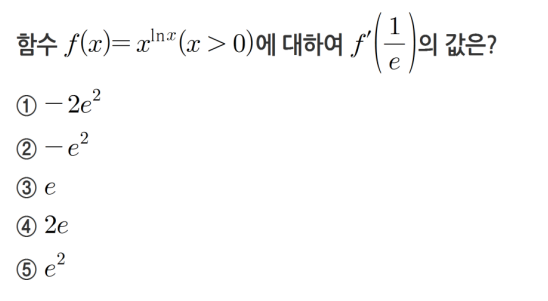 함수 f(x)=x^{lnx}(x>0)에 대하여 f'(1/e)의 값은?
① −2e²
② −e²
③ e
④ 2e
⑤ e²